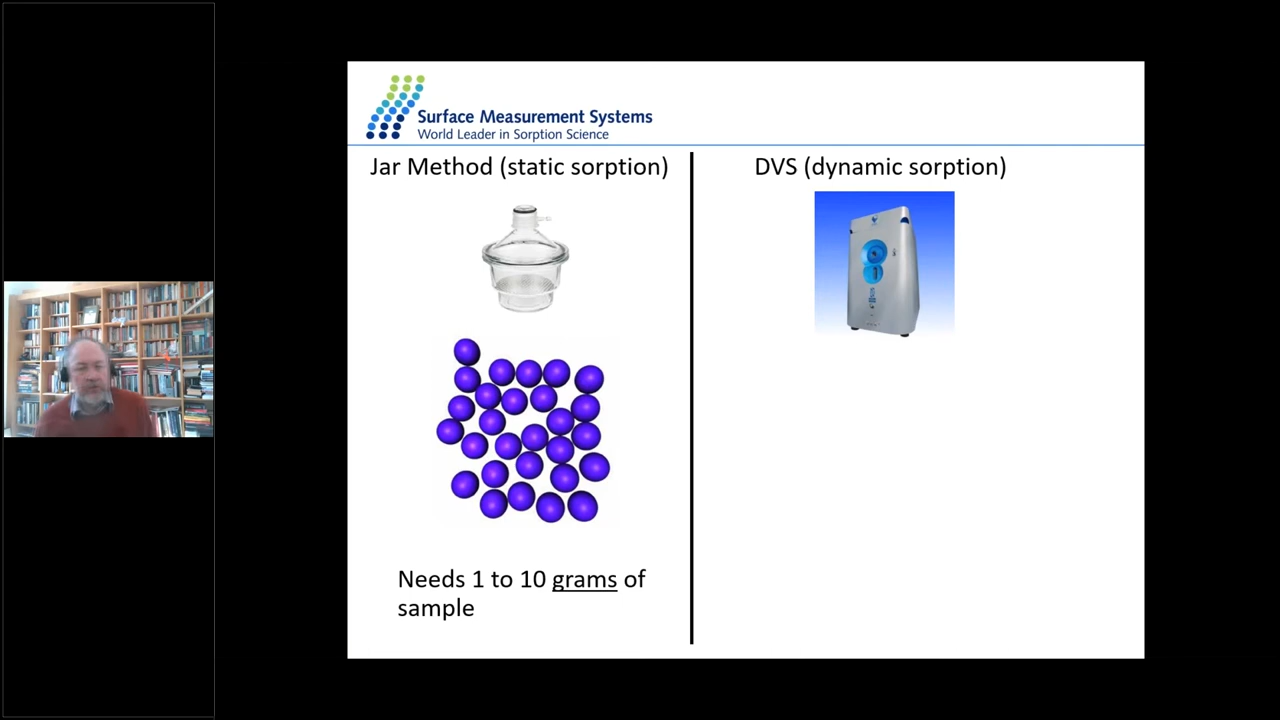 Surface Measurement Systems
World Leader in Sorption Science
Jar Method (static sorption)
DVS (dynamic sorption)
Needs 1 to 10 grams of
sample